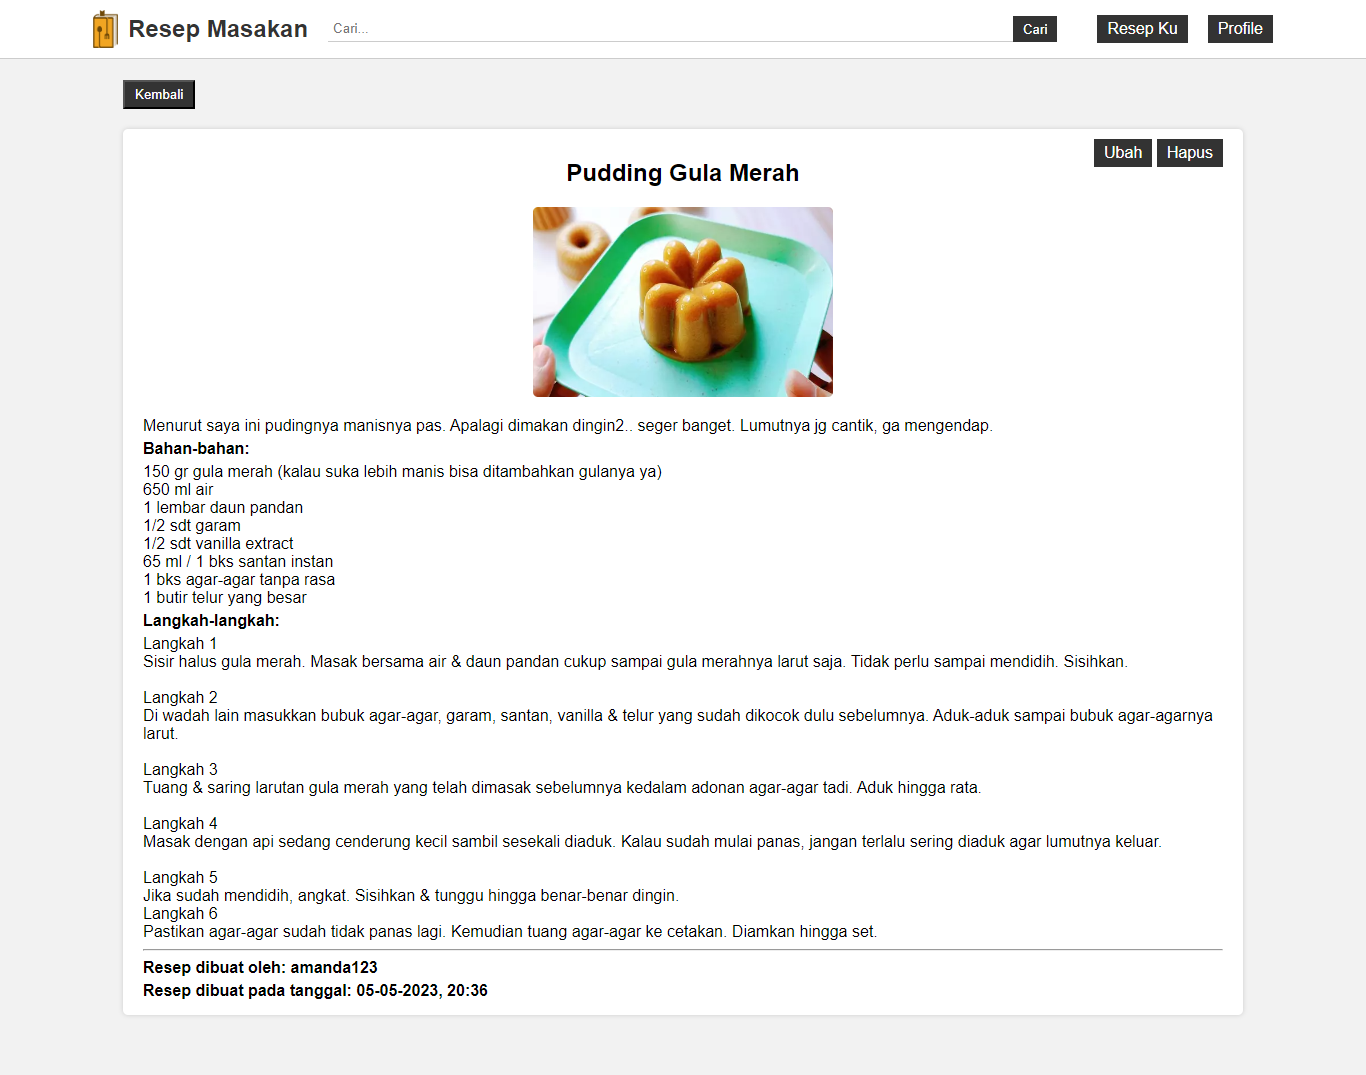 Resep Masakan
Cari...
Cari
Resep Ku
Profile
Kembali
Ubah
Hapus
Pudding Gula Merah
Menurut saya ini pudingnya manisnya pas. Apalagi dimakan dingin2.. seger banget. Lumutnya jg cantik, ga mengendap.
Bahan-bahan:
150 gr gula merah (kalau suka lebih manis bisa ditambahkan gulanya ya)
650 ml air
1 lembar daun pandan
1/2 sdt garam
1/2 sdt vanilla extract
65 ml / 1 bks santan instan
1 bks agar-agar tanpa rasa
1 butir telur yang besar
Langkah-langkah:
Langkah 1
Sisir halus gula merah. Masak bersama air & daun pandan cukup sampai gula merahnya larut saja. Tidak perlu sampai mendidih. Sisihkan.
Langkah 2
Di wadah lain masukkan bubuk agar-agar, garam, santan, vanilla & telur yang sudah dikocok dulu sebelumnya. Aduk-aduk sampai bubuk agar-agarnya
larut.
Langkah 3
Tuang & saring larutan gula merah yang telah dimasak sebelumnya kedalam adonan agar-agar tadi. Aduk hingga rata.
Langkah 4
Masak dengan api sedang cenderung kecil sambil sesekali diaduk. Kalau sudah mulai panas, jangan terlalu sering diaduk agar lumutnya keluar.
Langkah 5
Jika sudah mendidih, angkat. Sisihkan & tunggu hingga benar-benar dingin.
Langkah 6
Pastikan agar-agar sudah tidak panas lagi. Kemudian tuang agar-agar ke cetakan. Diamkan hingga set.
Resep dibuat oleh: amanda123
Resep dibuat pada tanggal: 05-05-2023, 20:36